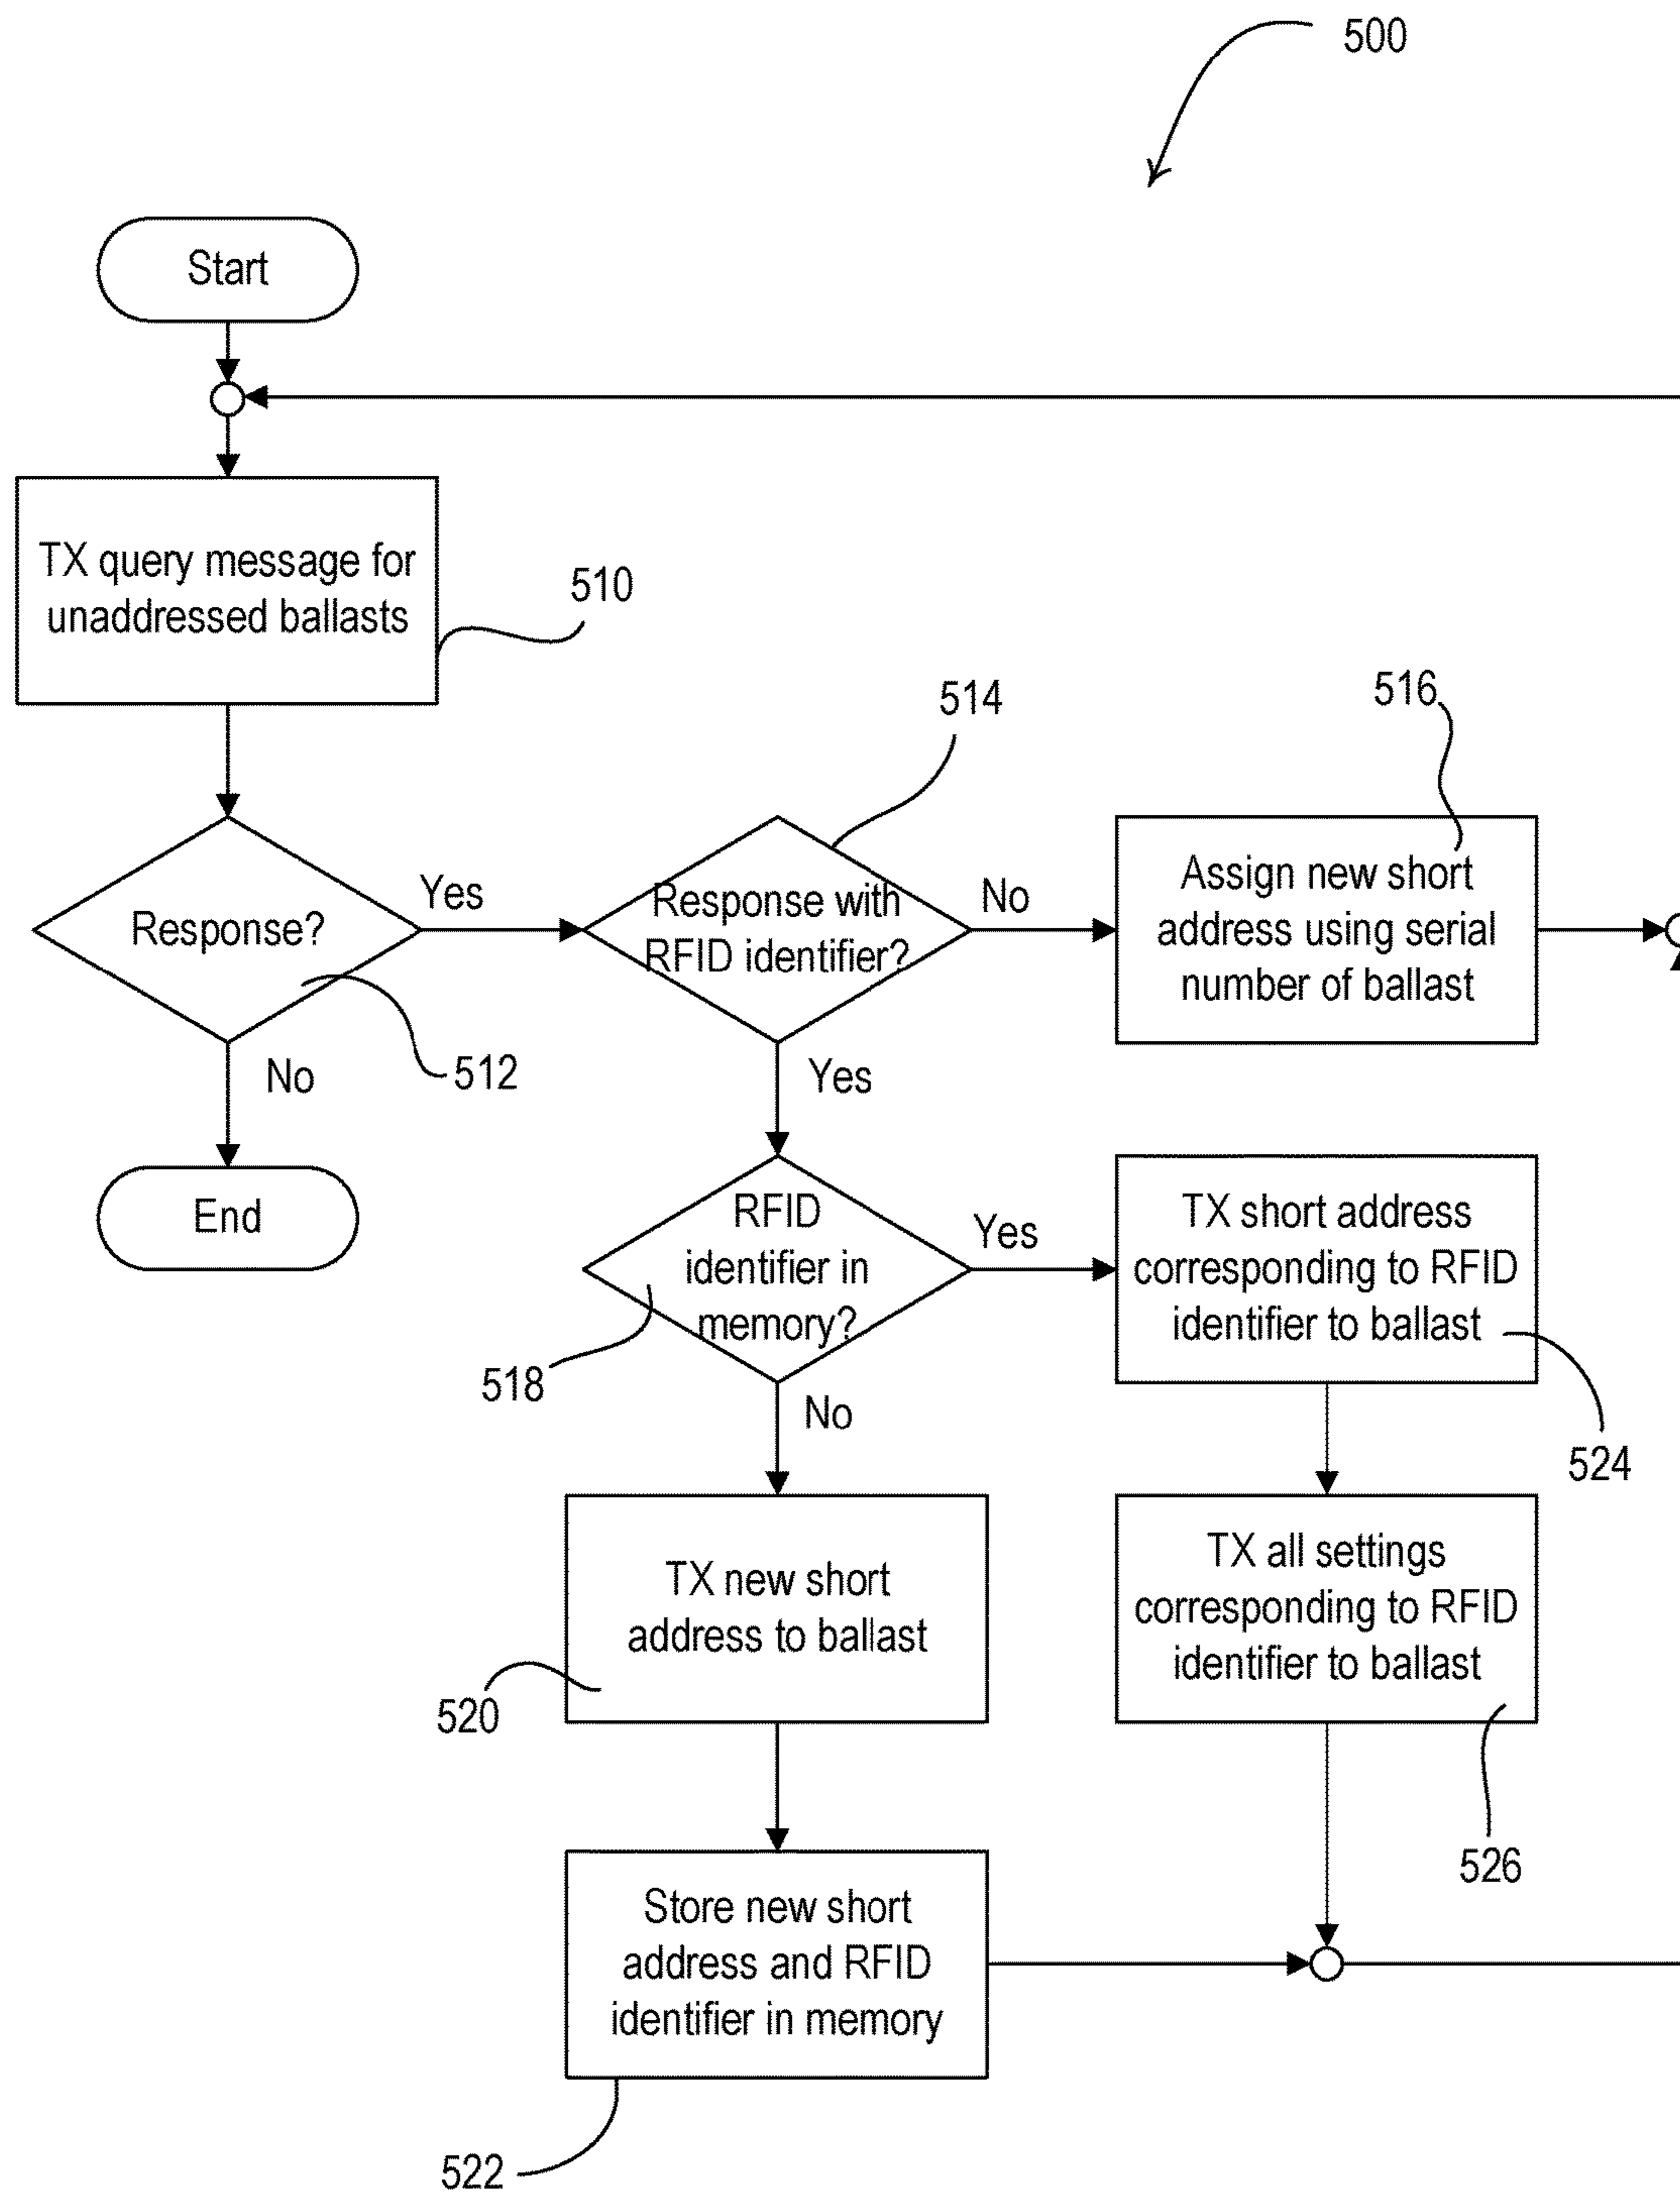 500
Start
TX query message for
unaddressed ballasts
510
514
516
Response?
Yes
Response with
RFID identifier?
No
Assign new short
address using serial
number of ballast
No
512
Yes
End
RFID
identifier in
memory?
Yes
TX short address
corresponding to RFID
identifier to ballast
518
No
524
TX new short
address to ballast
TX all settings
corresponding to RFID
identifier to ballast
520
526
Store new short
address and RFID
identifier in memory
522